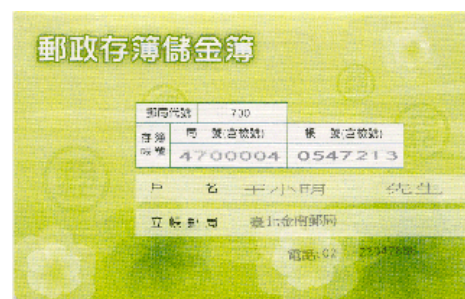 郵政存簿儲金簿
郵局代號 700
存簿帳號 局 號(含檢號) 帳 號(含檢號)
4700004 0547213
戶 名 王小明 先生
立帳郵局 臺北金南郵局
電話:02